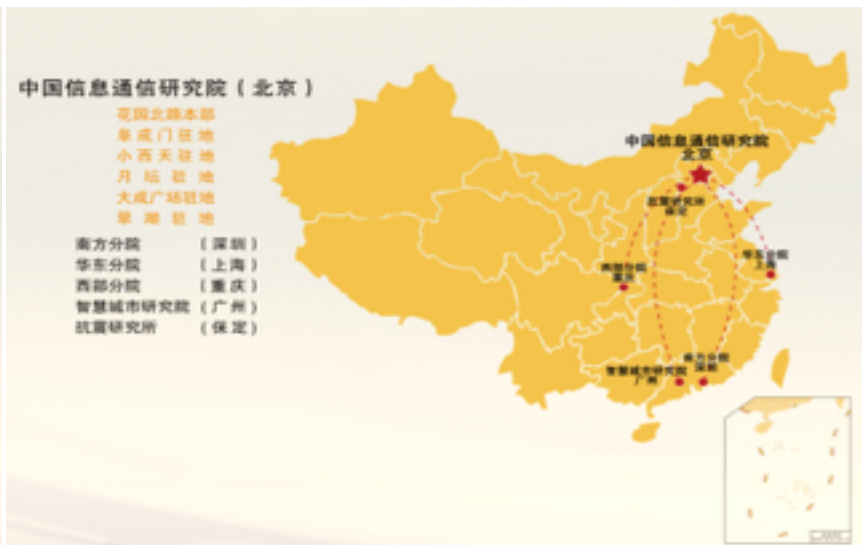 中国信息通信研究院（北京）
花园北路本部
阜成门驻地
小西天驻地
月坛驻地
大成广场驻地
翠湖驻地
南方分院 （深圳）
华东分院 （上海）
西部分院 （重庆）
智慧城市研究院 （广州）
抗震研究所 （保定）
中国信息通信研究院
北京
抗震研究所
保定
华东分院
上海
西部分院
重庆
南方分院
深圳
智慧城市研究院
广州